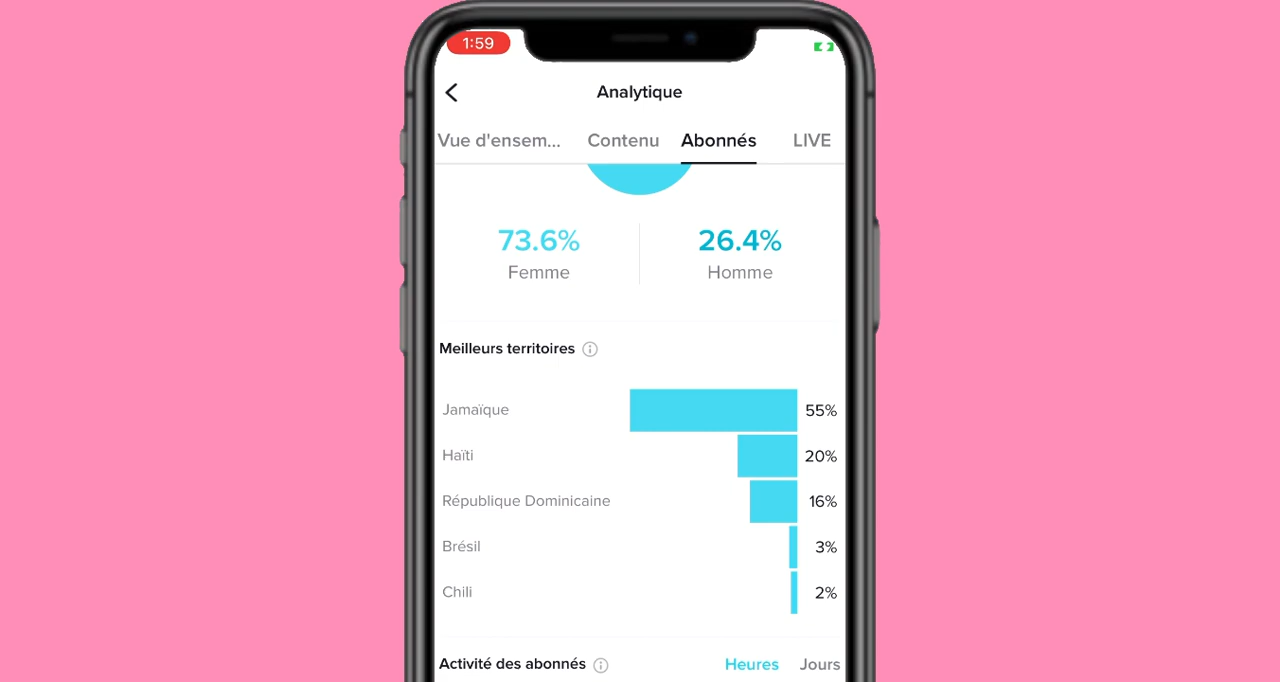 1:59
Analytique
Vue d'ensem... Contenu Abonnés LIVE
73.6% 26.4%
Femme Homme
Meilleurs territoires
Jamaïque 55%
Haïti 20%
République Dominicaine 16%
Brésil 3%
Chili 2%
Activité des abonnés Heures Jours